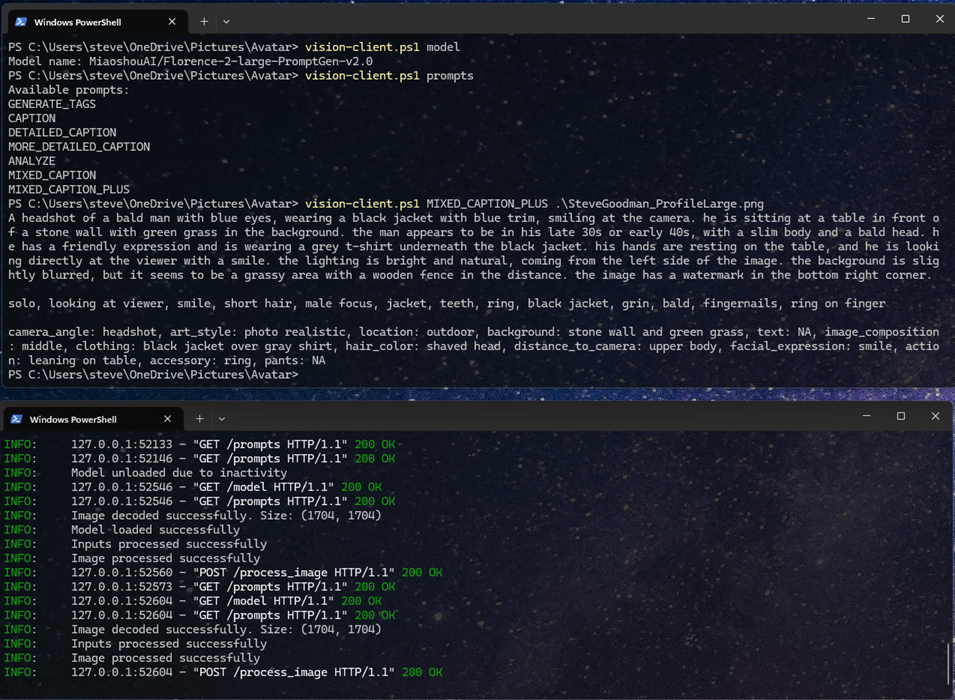 Windows PowerShell
PS C:\Users\steve\OneDrive\Pictures\Avatar> vision-client.ps1 model
Model name: MiaoshouAI/Florence-2-large-PromptGen-v2.0
PS C:\Users\steve\OneDrive\Pictures\Avatar> vision-client.ps1 prompts
Available prompts:
GENERATE_TAGS
CAPTION
DETAILED_CAPTION
MORE_DETAILED_CAPTION
ANALYZE
MIXED_CAPTION
MIXED_CAPTION_PLUS
PS C:\Users\steve\OneDrive\Pictures\Avatar> vision-client.ps1 MIXED_CAPTION_PLUS .\SteveGoodman_ProfileLarge.png
A headshot of a bald man with blue eyes, wearing a black jacket with blue trim, smiling at the camera. he is sitting at a table in front o
f a stone wall with green grass in the background. the man appears to be in his late 30s or early 40s, with a slim body and a bald head. h
e has a friendly expression and is wearing a grey t-shirt underneath the black jacket. his hands are resting on the table, and he is looki
ng directly at the viewer with a smile. the lighting is bright and natural, coming from the left side of the image. the background is slig
htly blurred, but it seems to be a grassy area with a wooden fence in the distance. the image has a watermark in the bottom right corner.
solo, looking at viewer, smile, short hair, male focus, jacket, teeth, ring, black jacket, grin, bald, fingernails, ring on finger
camera_angle: headshot, art_style: photo realistic, location: outdoor, background: stone wall and green grass, text: NA, image_composition
: middle, clothing: black jacket over gray shirt, hair_color: shaved head, distance_to_camera: upper body, facial_expression: smile, actio
n: leaning on table, accessory: ring, pants: NA
PS C:\Users\steve\OneDrive\Pictures\Avatar>
Windows PowerShell
INFO: 127.0.0.1:52133 - "GET /prompts HTTP/1.1" 200 OK
INFO: 127.0.0.1:52146 - "GET /prompts HTTP/1.1" 200 OK
INFO: Model unloaded due to inactivity
INFO: 127.0.0.1:52546 - "GET /model HTTP/1.1" 200 OK
INFO: 127.0.0.1:52546 - "GET /prompts HTTP/1.1" 200 OK
INFO: Image decoded successfully. Size: (1704, 1704)
INFO: Model loaded successfully
INFO: Inputs processed successfully
INFO: Image processed successfully
INFO: 127.0.0.1:52560 - "POST /process_image HTTP/1.1" 200 OK
INFO: 127.0.0.1:52573 - "GET /prompts HTTP/1.1" 200 OK
INFO: 127.0.0.1:52604 - "GET /model HTTP/1.1" 200 OK
INFO: 127.0.0.1:52604 - "GET /prompts HTTP/1.1" 200 OK
INFO: Image decoded successfully. Size: (1704, 1704)
INFO: Inputs processed successfully
INFO: Image processed successfully
INFO: 127.0.0.1:52604 - "POST /process_image HTTP/1.1" 200 OK